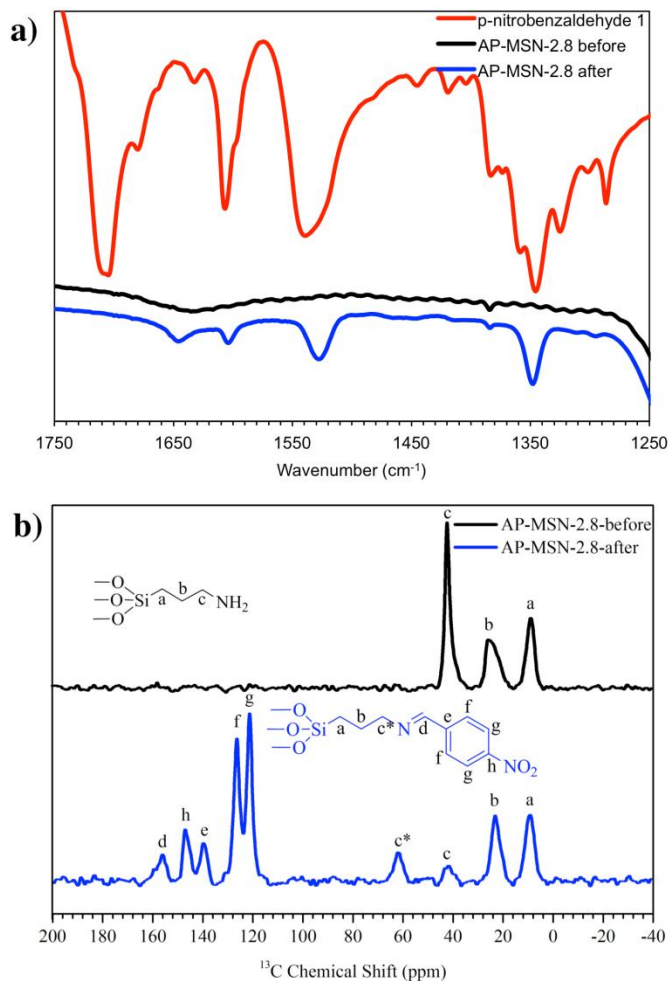 a)
p-nitrobenzaldehyde 1
AP-MSN-2.8 before
AP-MSN-2.8 after
1750 1650 1550 1450 1350 1250
Wavenumber (cm⁻¹)
b)
c
AP-MSN-2.8-before
AP-MSN-2.8-after
—O
—O Si a b c NH₂
—O
b a
g
f
—O
—O Si a b c* N d e f g h NO₂
—O
f g
d h e c* c b a
200 180 160 140 120 100 80 60 40 20 0 -20 -40
¹³C Chemical Shift (ppm)